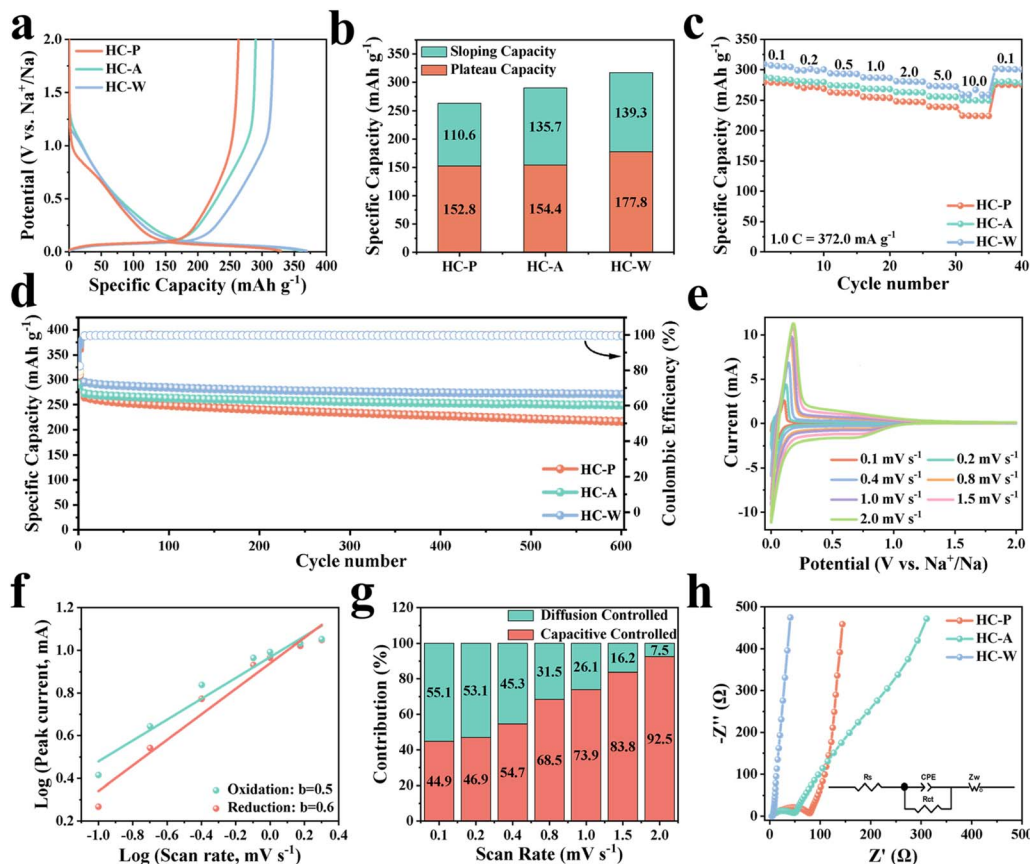 a
HC-P
HC-A
HC-W
Potential (V vs. Na⁺/Na)
2.0
1.5
1.0
0.5
0.0
0 50 100 150 200 250 300 350 400
Specific Capacity (mAh g⁻¹)
b
Sloping Capacity
Plateau Capacity
Specific Capacity (mAh g⁻¹)
350
300
250
200
150
100
50
0
110.6 135.7 139.3
152.8 154.4 177.8
HC-P HC-A HC-W
c
Specific Capacity (mAh g⁻¹)
350
300
250
200
150
100
50
0
0.1 0.2 0.5 1.0 2.0 5.0 10.0 0.1
HC-P
HC-A
HC-W
1.0 C = 372.0 mA g⁻¹
0 10 20 30 40
Cycle number
d
Specific Capacity (mAh g⁻¹)
400
350
300
250
200
150
100
50
0
HC-P
HC-A
HC-W
100
80
60
40
20
0
Coulombic Efficiency (%)
0 100 200 300 400 500 600
Cycle number
e
Current (mA)
10
5
0
-5
-10
0.1 mV s⁻¹ 0.2 mV s⁻¹
0.4 mV s⁻¹ 0.8 mV s⁻¹
1.0 mV s⁻¹ 1.5 mV s⁻¹
2.0 mV s⁻¹
0.0 0.5 1.0 1.5 2.0
Potential (V vs. Na⁺/Na)
f
Log (Peak current, mA)
1.2
1.0
0.8
0.6
0.4
0.2
Oxidation: b=0.5
Reduction: b=0.6
-1.0 -0.8 -0.6 -0.4 -0.2 0.0 0.2 0.4
Log (Scan rate, mV s⁻¹)
g
Diffusion Controlled
Capacitive Controlled
Contribution (%)
120
100
80
60
40
20
0
55.1 53.1 45.3 31.5 26.1 16.2 7.5
44.9 46.9 54.7 68.5 73.9 83.8 92.5
0.1 0.2 0.4 0.8 1.0 1.5 2.0
Scan Rate (mV s⁻¹)
h
HC-P
HC-A
HC-W
-Z'' (Ω)
500
400
300
200
100
0
Rs CPE Zw
Rct
0 100 200 300 400 500
Z' (Ω)